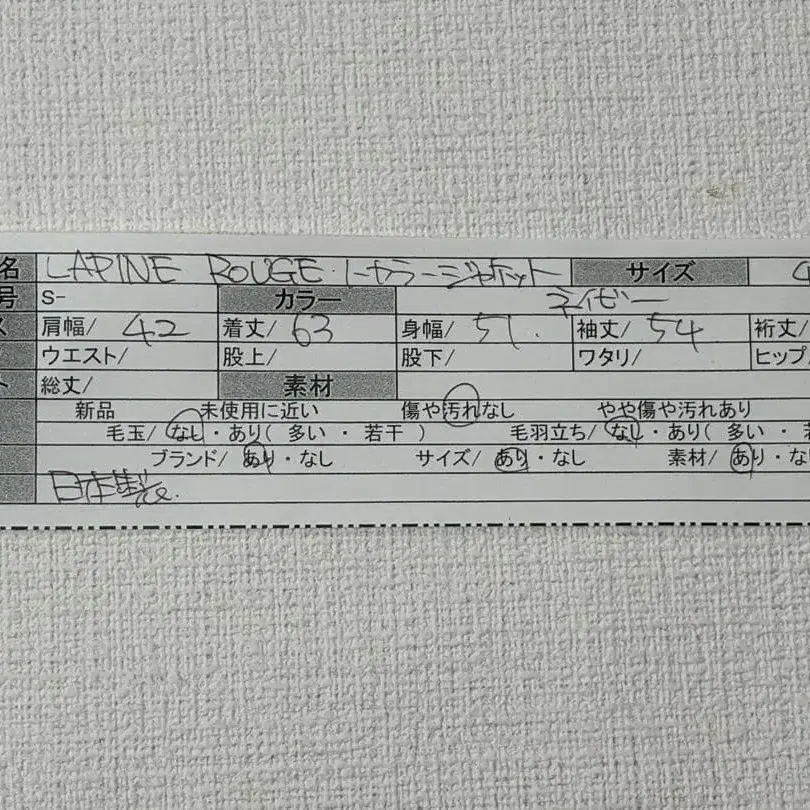 名 LAPINE ROUGE. ノーカラージャケット サイズ
号 S- カラー ネイビー
肩幅/ 42 着丈/ 63 身幅/ 51. 袖丈/ 54 裄丈/
ウエスト/ 股上/ 股下/ ワタリ/ ヒップ/
ト 総丈/ 素材
新品 未使用に近い 傷や汚れなし やや傷や汚れあり
毛玉/ なし・あり( 多い ・ 若干 ) 毛羽立ち/ なし・あり( 多い ・
ブランド/ あり・なし サイズ/ あり・なし 素材/ あり・な
日本製.